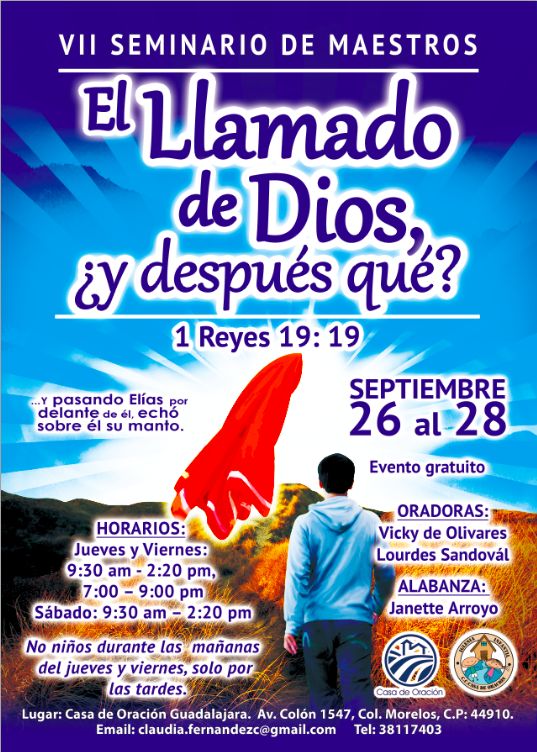 VII SEMINARIO DE MAESTROS
El Llamado
de Dios,
¿y después qué?
1 Reyes 19: 19
...Y pasando Elías por
delante de él, echó
sobre él su manto.
SEPTIEMBRE
26 al 28
Evento gratuito
HORARIOS:
Jueves y Viernes:
9:30 am - 2:20 pm,
7:00 – 9:00 pm
Sábado: 9:30 am – 2:20 pm
ORADORAS:
Vicky de Olivares
Lourdes Sandovál
ALABANZA:
Janette Arroyo
No niños durante las mañanas
del jueves y viernes, solo por
las tardes.
Casa de Oración
IGLESIA INFANTIL
Lugar: Casa de Oración Guadalajara. Av. Colón 1547, Col. Morelos, C.P: 44910.
Email: claudia.fernandezc@gmail.com Tel: 38117403